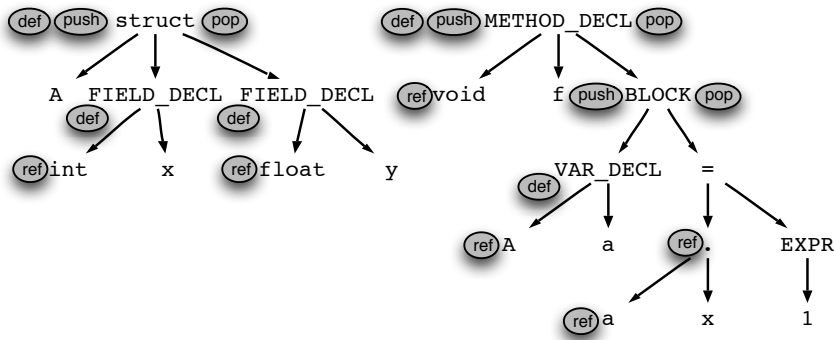 def push struct pop def push METHOD_DECL pop
A FIELD_DECL FIELD_DECL ref void f push BLOCK pop
def def
ref int x ref float y def VAR_DECL =
ref A a ref . EXPR
ref a x 1